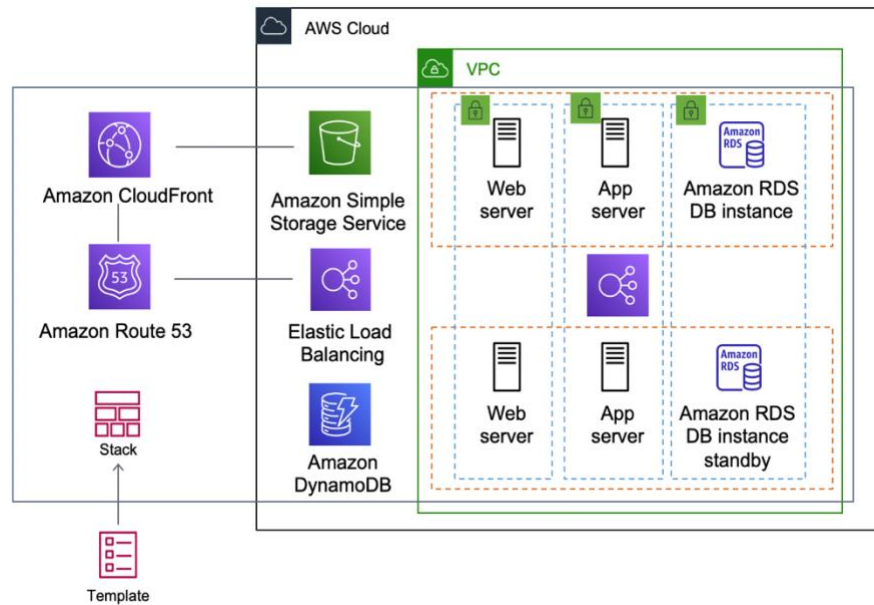 AWS Cloud
VPC
Amazon CloudFront
Amazon Simple
Storage Service
Web
server
App
server
Amazon
RDS
Amazon RDS
DB instance
53
Amazon Route 53
Elastic Load
Balancing
Stack
Amazon
DynamoDB
Web
server
App
server
Amazon
RDS
Amazon RDS
DB instance
standby
Template